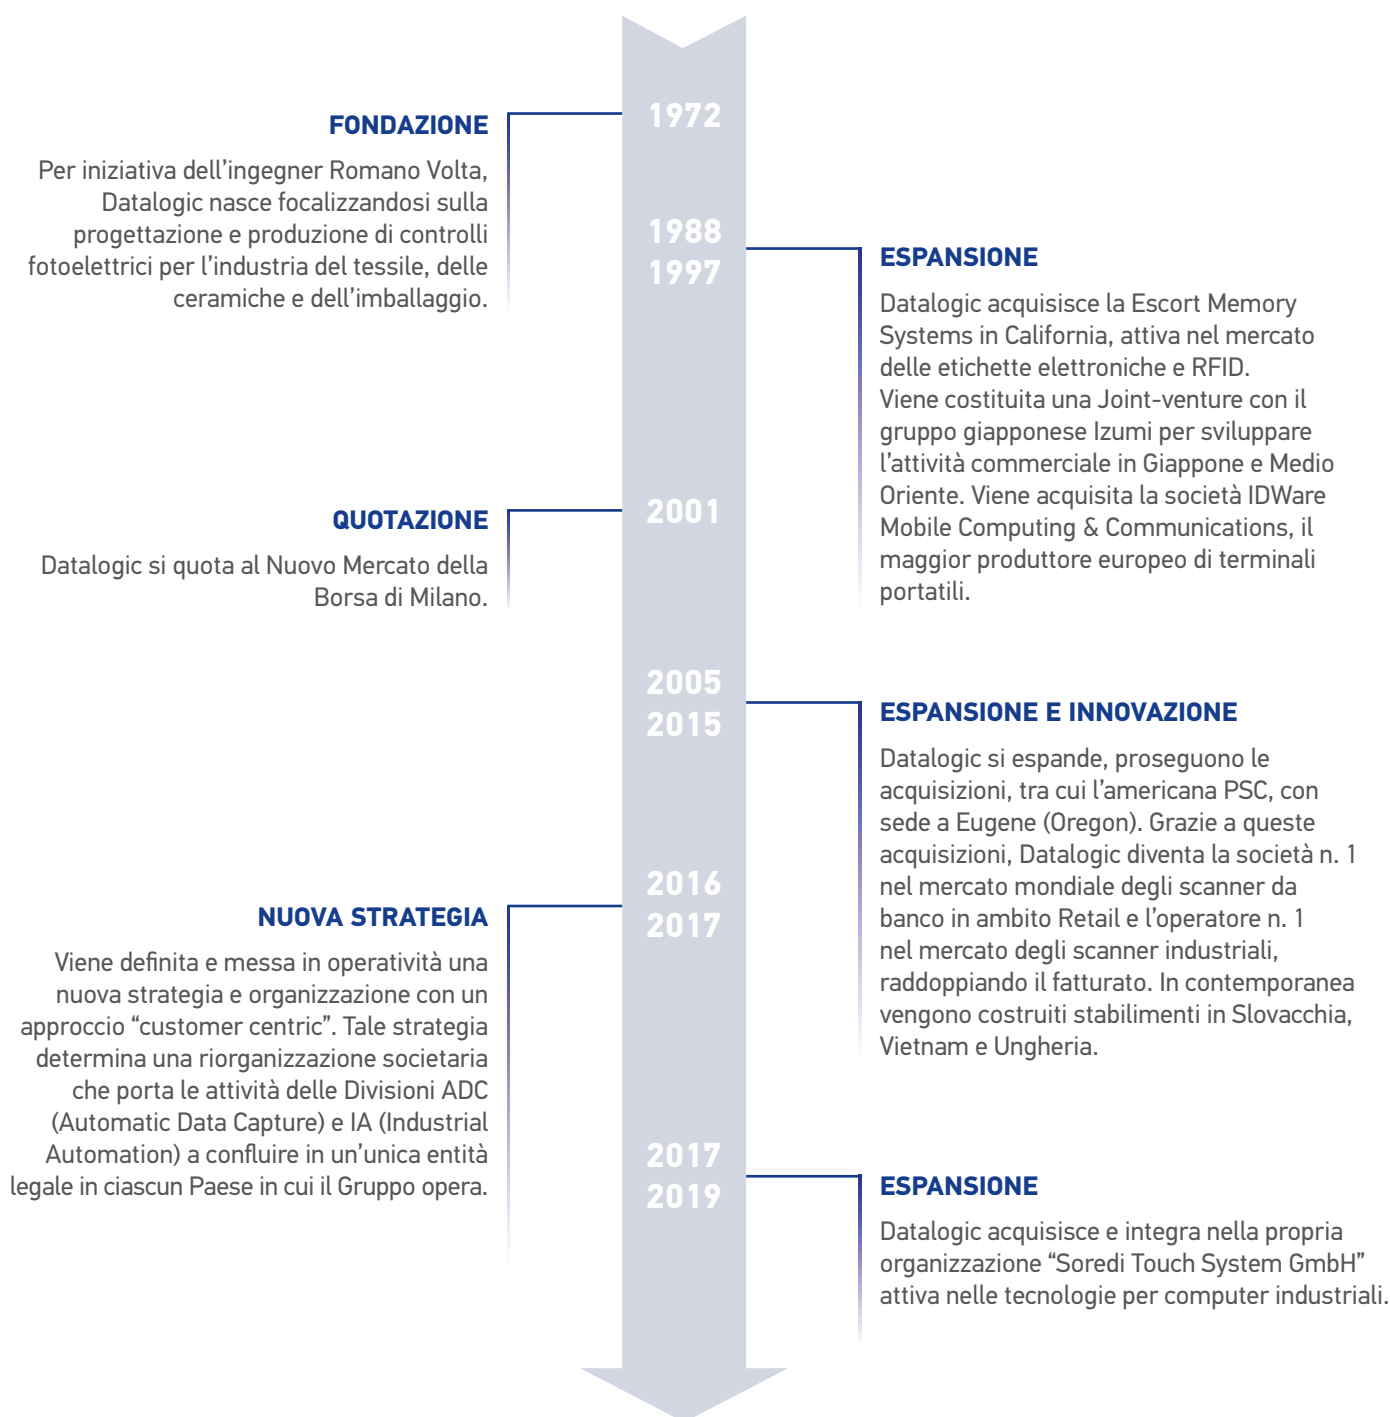 1972
FONDAZIONE
Per iniziativa dell’ingegner Romano Volta,
Datalogic nasce focalizzandosi sulla
progettazione e produzione di controlli
fotoelettrici per l’industria del tessile, delle
ceramiche e dell’imballaggio.
1988
1997
ESPANSIONE
Datalogic acquisisce la Escort Memory
Systems in California, attiva nel mercato
delle etichette elettroniche e RFID.
Viene costituita una Joint-venture con il
gruppo giapponese Izumi per sviluppare
l’attività commerciale in Giappone e Medio
Oriente. Viene acquisita la società IDWare
Mobile Computing & Communications, il
maggior produttore europeo di terminali
portatili.
2001
QUOTAZIONE
Datalogic si quota al Nuovo Mercato della
Borsa di Milano.
2005
2015
ESPANSIONE E INNOVAZIONE
Datalogic si espande, proseguono le
acquisizioni, tra cui l’americana PSC, con
sede a Eugene (Oregon). Grazie a queste
acquisizioni, Datalogic diventa la società n. 1
nel mercato mondiale degli scanner da
banco in ambito Retail e l’operatore n. 1
nel mercato degli scanner industriali,
raddoppiando il fatturato. In contemporanea
vengono costruiti stabilimenti in Slovacchia,
Vietnam e Ungheria.
2016
2017
NUOVA STRATEGIA
Viene definita e messa in operatività una
nuova strategia e organizzazione con un
approccio “customer centric”. Tale strategia
determina una riorganizzazione societaria
che porta le attività delle Divisioni ADC
(Automatic Data Capture) e IA (Industrial
Automation) a confluire in un’unica entità
legale in ciascun Paese in cui il Gruppo opera.
2017
2019
ESPANSIONE
Datalogic acquisisce e integra nella propria
organizzazione “Soredi Touch System GmbH”
attiva nelle tecnologie per computer industriali.